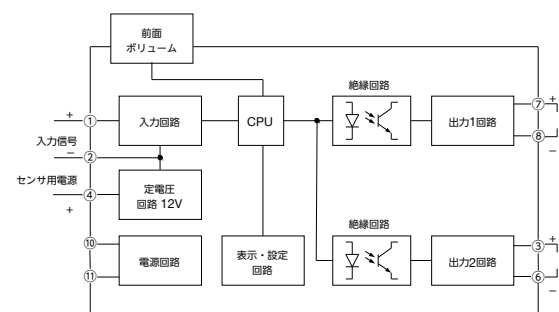 前面
ボリューム
絶縁回路
+
①
入力回路
CPU
出力1回路
⑦
+
⑧
−
入力信号
−
②
センサ用電源
④
+
定電圧
回路 12V
絶縁回路
⑩
電源回路
⑪
表示・設定
回路
出力2回路
③
+
⑥
−